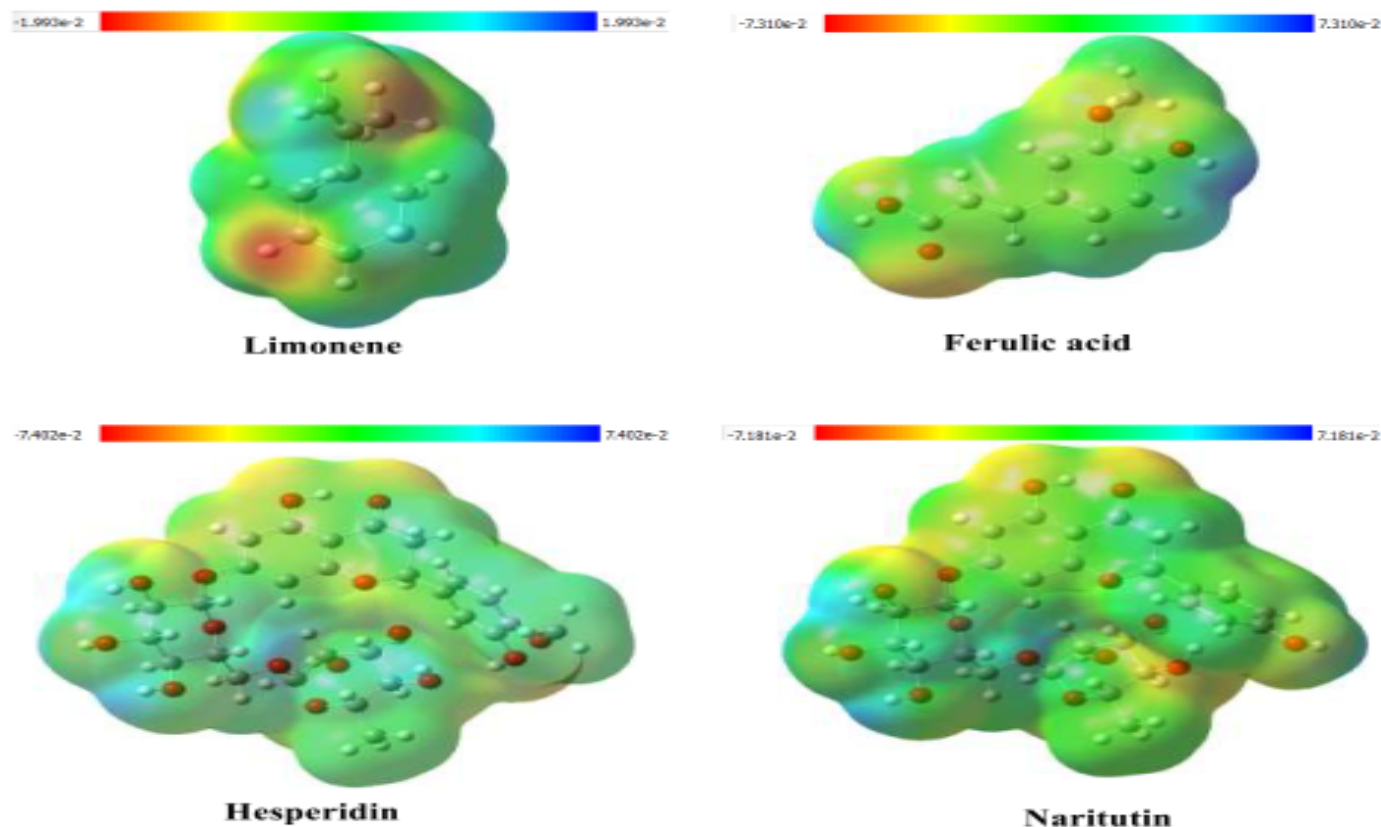 -1.993e-2 1.993e-2
-7.310e-2 7.310e-2
Limonene
Ferulic acid
-7.402e-2 7.402e-2
-7.181e-2 7.181e-2
Hesperidin
Naritutin